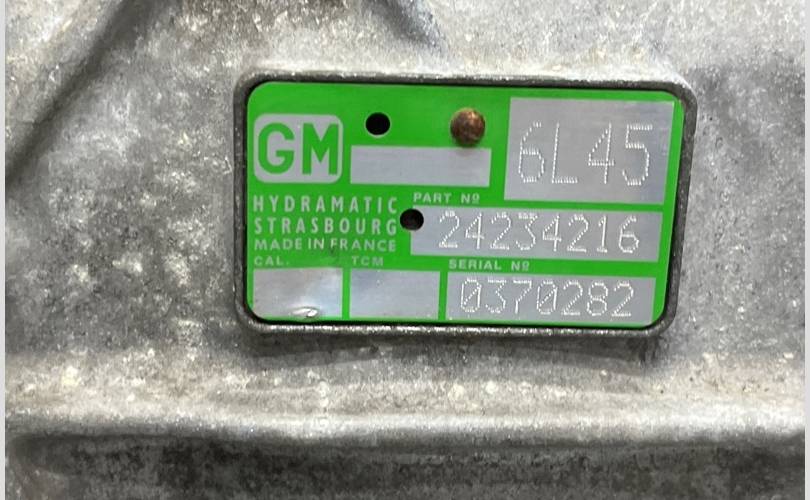 GM
6L45
HYDRAMATIC
STRASBOURG
MADE IN FRANCE
PART Nº
24234216
CAL.
TCM
SERIAL Nº
0370282